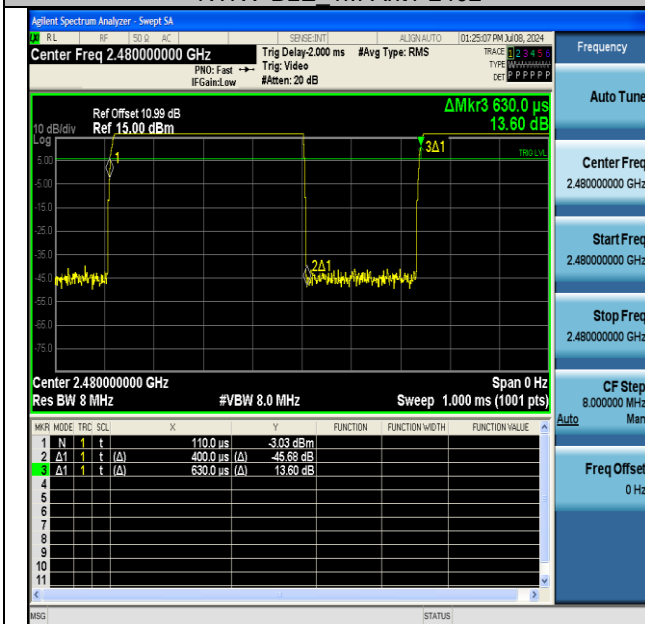 Agilent Spectrum Analyzer - Swept SA
RL RF 50 Ω AC SENSE:INT ALIGN AUTO 01:25:07 PM Jul 08, 2024
Center Freq 2.480000000 GHz
PNO: Fast
IFGain:Low
Trig Delay-2.000 ms
Trig: Video
#Atten: 20 dB
#Avg Type: RMS
TRACE 1 2 3 4 5 6
TYPE
DET P P P P P P
Ref Offset 10.99 dB
10 dB/div Ref 15.00 dBm
Log
ΔMkr3 630.0 µs
13.60 dB
5.00
-5.00
-15.0
-25.0
-35.0
-45.0
-55.0
-65.0
-75.0
1
2Δ1
3Δ1
TRIG LVL
Center 2.480000000 GHz Span 0 Hz
Res BW 8 MHz #VBW 8.0 MHz Sweep 1.000 ms (1001 pts)
MKR MODE TRC SCL X Y FUNCTION FUNCTION WIDTH FUNCTION VALUE
1 N 1 t 110.0 µs -3.03 dBm
2 Δ1 1 t (Δ) 400.0 µs (Δ) -45.68 dB
3 Δ1 1 t (Δ) 630.0 µs (Δ) 13.60 dB
4
5
6
7
8
9
10
11
MSG STATUS
Frequency
Auto Tune
Center Freq
2.480000000 GHz
Start Freq
2.480000000 GHz
Stop Freq
2.480000000 GHz
CF Step
8.000000 MHz
Auto Man
Freq Offset
0 Hz